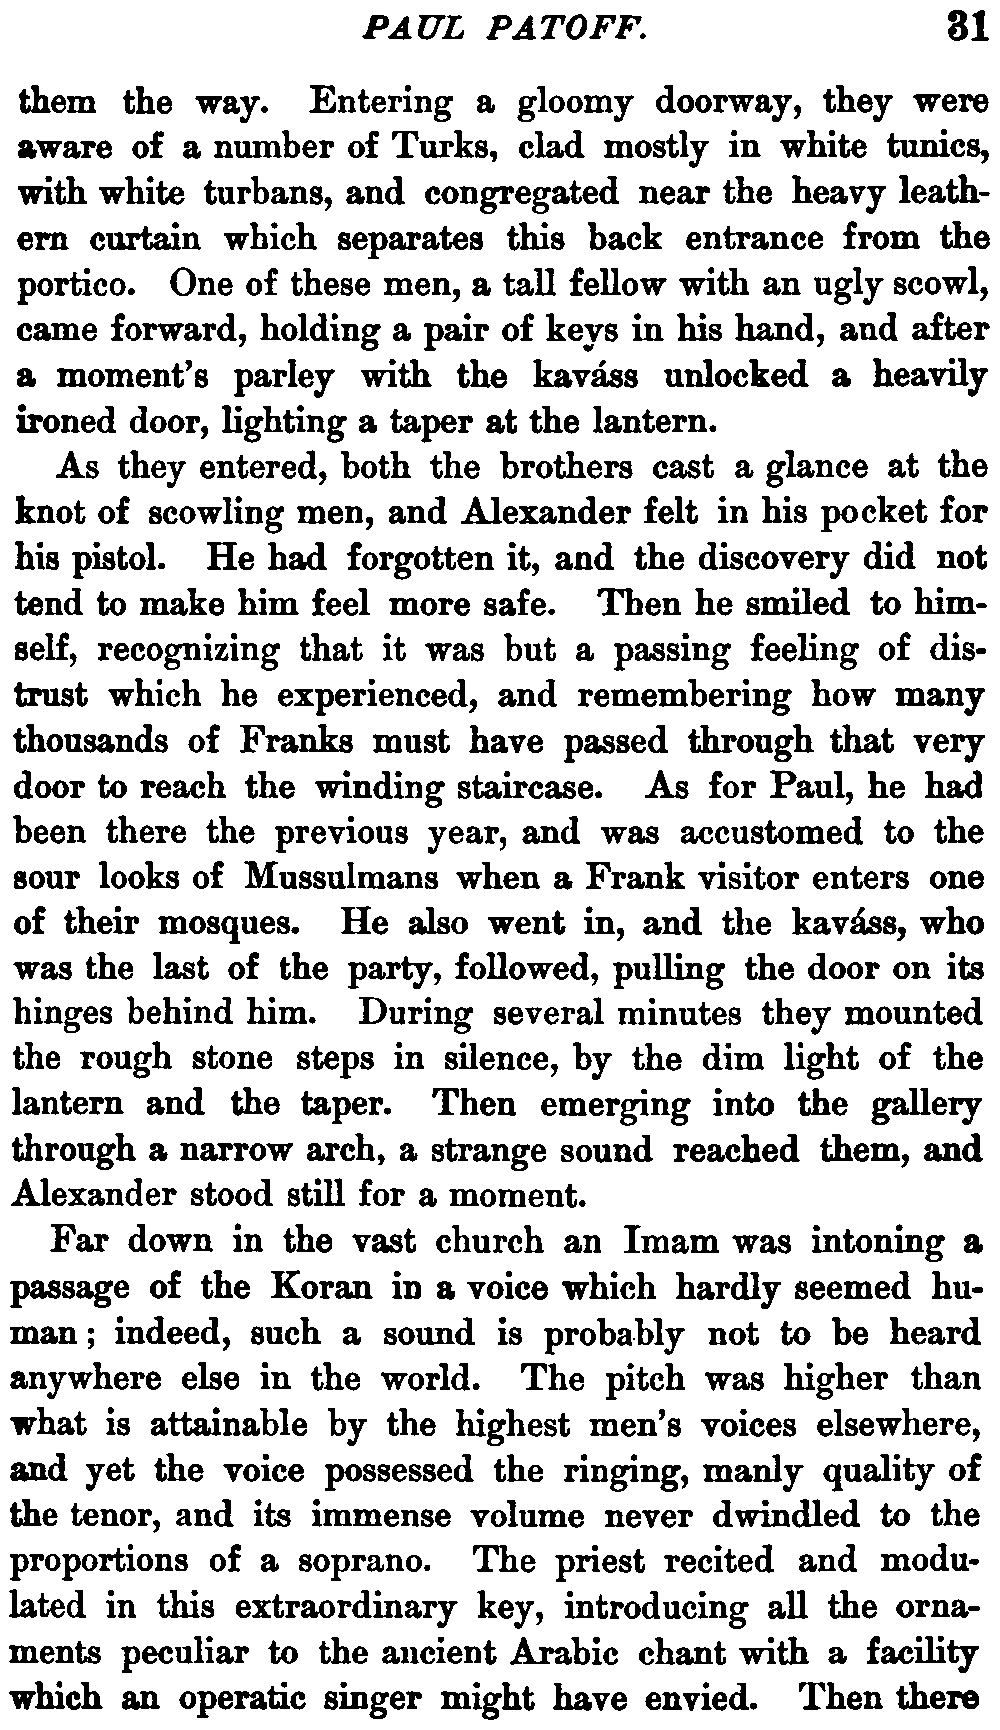 PAUL PATOFF. 31
them the way. Entering a gloomy doorway, they were
aware of a number of Turks, clad mostly in white tunics,
with white turbans, and congregated near the heavy leath-
ern curtain which separates this back entrance from the
portico. One of these men, a tall fellow with an ugly scowl,
came forward, holding a pair of keys in his hand, and after
a moment's parley with the kaváss unlocked a heavily
ironed door, lighting a taper at the lantern.
As they entered, both the brothers cast a glance at the
knot of scowling men, and Alexander felt in his pocket for
his pistol. He had forgotten it, and the discovery did not
tend to make him feel more safe. Then he smiled to him-
self, recognizing that it was but a passing feeling of dis-
trust which he experienced, and remembering how many
thousands of Franks must have passed through that very
door to reach the winding staircase. As for Paul, he had
been there the previous year, and was accustomed to the
sour looks of Mussulmans when a Frank visitor enters one
of their mosques. He also went in, and the kaváss, who
was the last of the party, followed, pulling the door on its
hinges behind him. During several minutes they mounted
the rough stone steps in silence, by the dim light of the
lantern and the taper. Then emerging into the gallery
through a narrow arch, a strange sound reached them, and
Alexander stood still for a moment.
Far down in the vast church an Imam was intoning a
passage of the Koran in a voice which hardly seemed hu-
man; indeed, such a sound is probably not to be heard
anywhere else in the world. The pitch was higher than
what is attainable by the highest men's voices elsewhere,
and yet the voice possessed the ringing, manly quality of
the tenor, and its immense volume never dwindled to the
proportions of a soprano. The priest recited and modu-
lated in this extraordinary key, introducing all the orna-
ments peculiar to the ancient Arabic chant with a facility
which an operatic singer might have envied. Then there